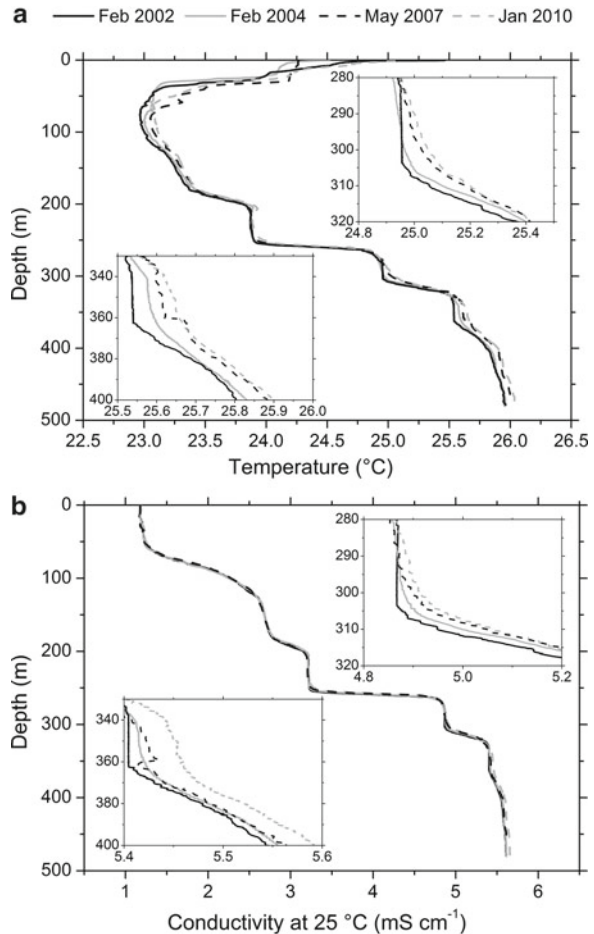 a Feb 2002 Feb 2004 May 2007 Jan 2010
0
100
200
300
400
500
Depth (m)
22.5 23.0 23.5 24.0 24.5 25.0 25.5 26.0 26.5
Temperature (°C)
280
290
300
310
320
24.8 25.0 25.2 25.4
340
360
380
400
25.5 25.6 25.7 25.8 25.9 26.0
b
0
100
200
300
400
500
Depth (m)
1 2 3 4 5 6
Conductivity at 25 °C (mS cm⁻¹)
280
290
300
310
320
4.8 5.0 5.2
340
360
380
400
5.4 5.5 5.6